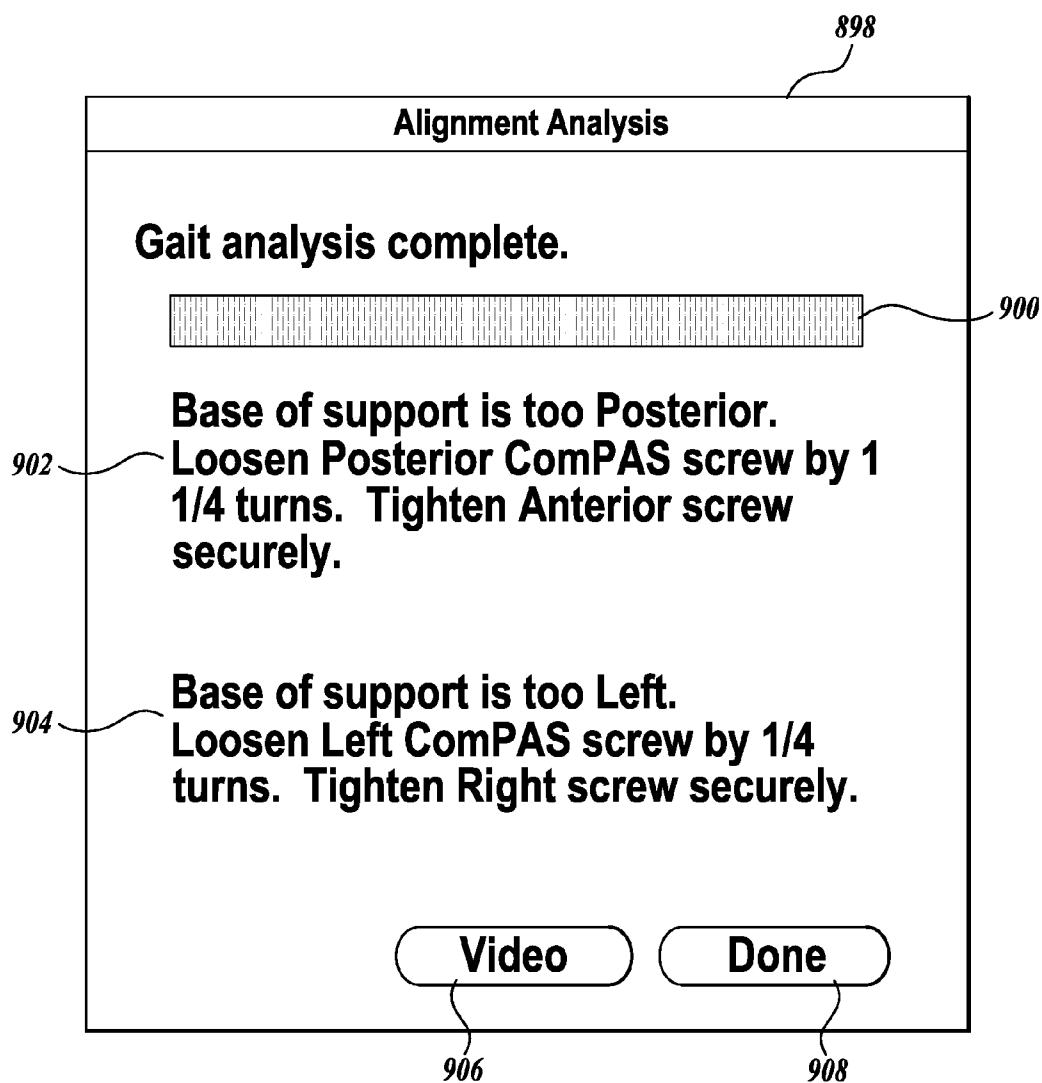 898
Alignment Analysis
Gait analysis complete.
900
Base of support is too Posterior.
902 Loosen Posterior ComPAS screw by 1
1/4 turns. Tighten Anterior screw
securely.
Base of support is too Left.
904
Loosen Left ComPAS screw by 1/4
turns. Tighten Right screw securely.
Video Done
906 908